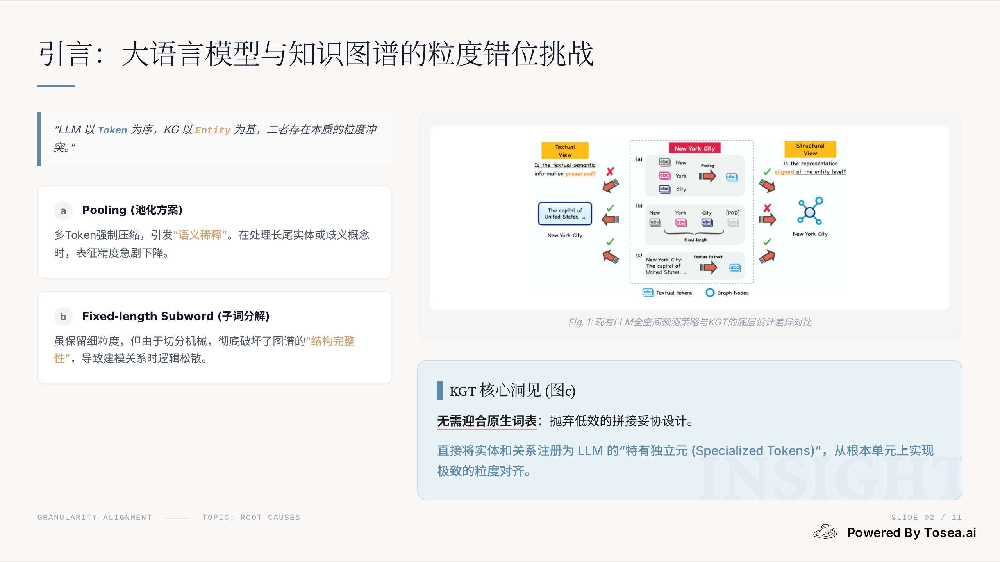 引言：大语言模型与知识图谱的粒度错位挑战
“LLM 以 Token 为序，KG 以 Entity 为基，二者存在本质的粒度冲
突。”
a Pooling (池化方案)
多Token强制压缩，引发“语义稀释”。在处理长尾实体或歧义概念
时，表征精度急剧下降。
b Fixed-length Subword (子词分解)
虽保留细粒度，但由于切分机械，彻底破坏了图谱的“结构完整
性”，导致建模关系时逻辑松散。
Textual
View
Is the textual semantic
information preserved?
The capital of
United States, ...
New York City
New York City
(a)
abc New
abc York
abc City
Pooling
abc
(b)
New York City [PAD]
abc abc abc abc
Fixed-length
(c)
New York City:
The capital of
United States, ...
Feature Extract
abc
abc Textual tokens Graph Nodes
Structural
View
Is the representation
aligned at the entity level?
New York City
Fig. 1: 现有LLM全空间预测策略与KGT的底层设计差异对比
KGT 核心洞见 (图c)
无需迎合原生词表：抛弃低效的拼接妥协设计。
直接将实体和关系注册为 LLM 的“特有独立元 (Specialized Tokens)”，从根本单元上实现
极致的粒度对齐。
INSIGHT
GRANULARITY ALIGNMENT TOPIC: ROOT CAUSES
SLIDE 02 / 11
Powered By Tosea.ai